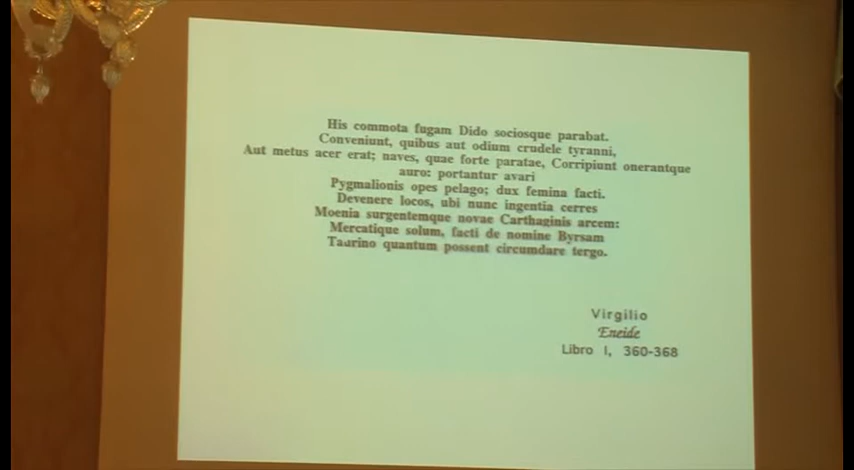 His commota fugam Dido sociosque parabat.
Conveniunt, quibus aut odium crudele tyranni,
Aut metus acer erat; naves, quae forte paratae, Corripiunt onerantque
auro: portantur avari
Pygmalionis opes pelago; dux femina facti.
Devenere locos, ubi nunc ingentia cerres
Moenia surgentemque novae Carthaginis arcem:
Mercatique solum, facti de nomine Byrsam
Taurino quantum possent circumdare tergo.
Virgilio
Eneide
Libro I, 360-368